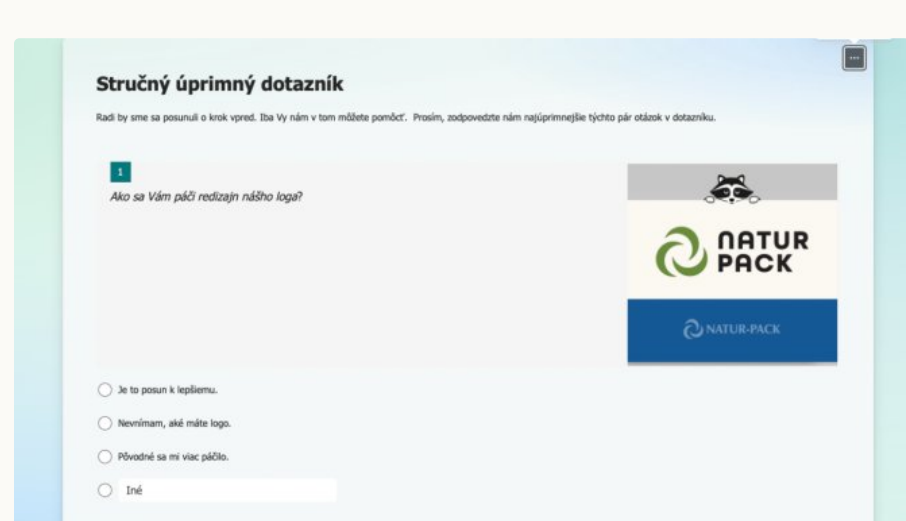 Stručný úprimný dotazník
Radi by sme sa posunuli o krok vpred. Iba Vy nám v tom môžete pomôcť. Prosím, zodpovedzte nám najúprimnejšie týchto pár otázok v dotazníku.
1
Ako sa Vám páči redizajn nášho loga?
NATUR
PACK
NATUR-PACK
Je to posun k lepšiemu.
Nevnímam, aké máte logo.
Pôvodné sa mi viac páčilo.
Iné